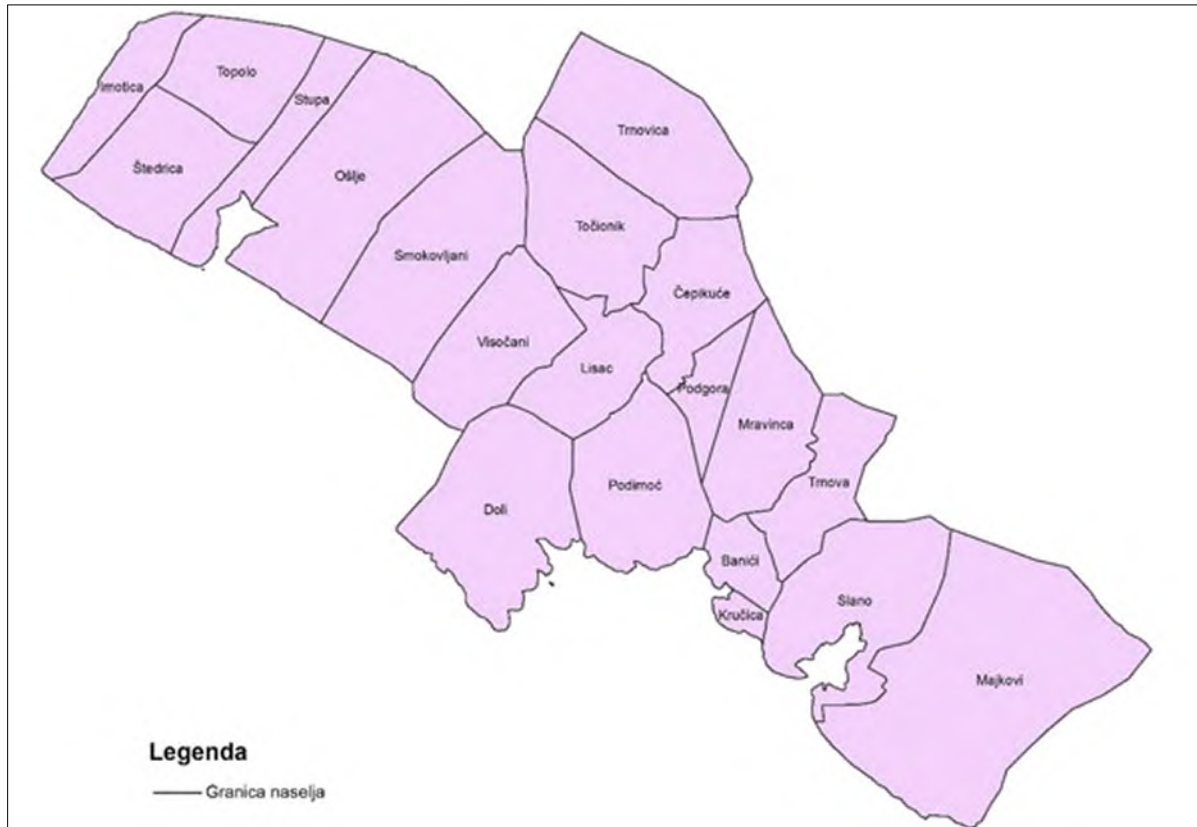 Topolo
Imotica
Stupa
Trnovica
Štedrica
Ošlje
Točionik
Smokovljani
Čepikuće
Visočani
Lisac
Podgora
Mravinca
Trnova
Podimoć
Doli
Banići
Slano
Kručica
Majkovi
Legenda
Granica naselja